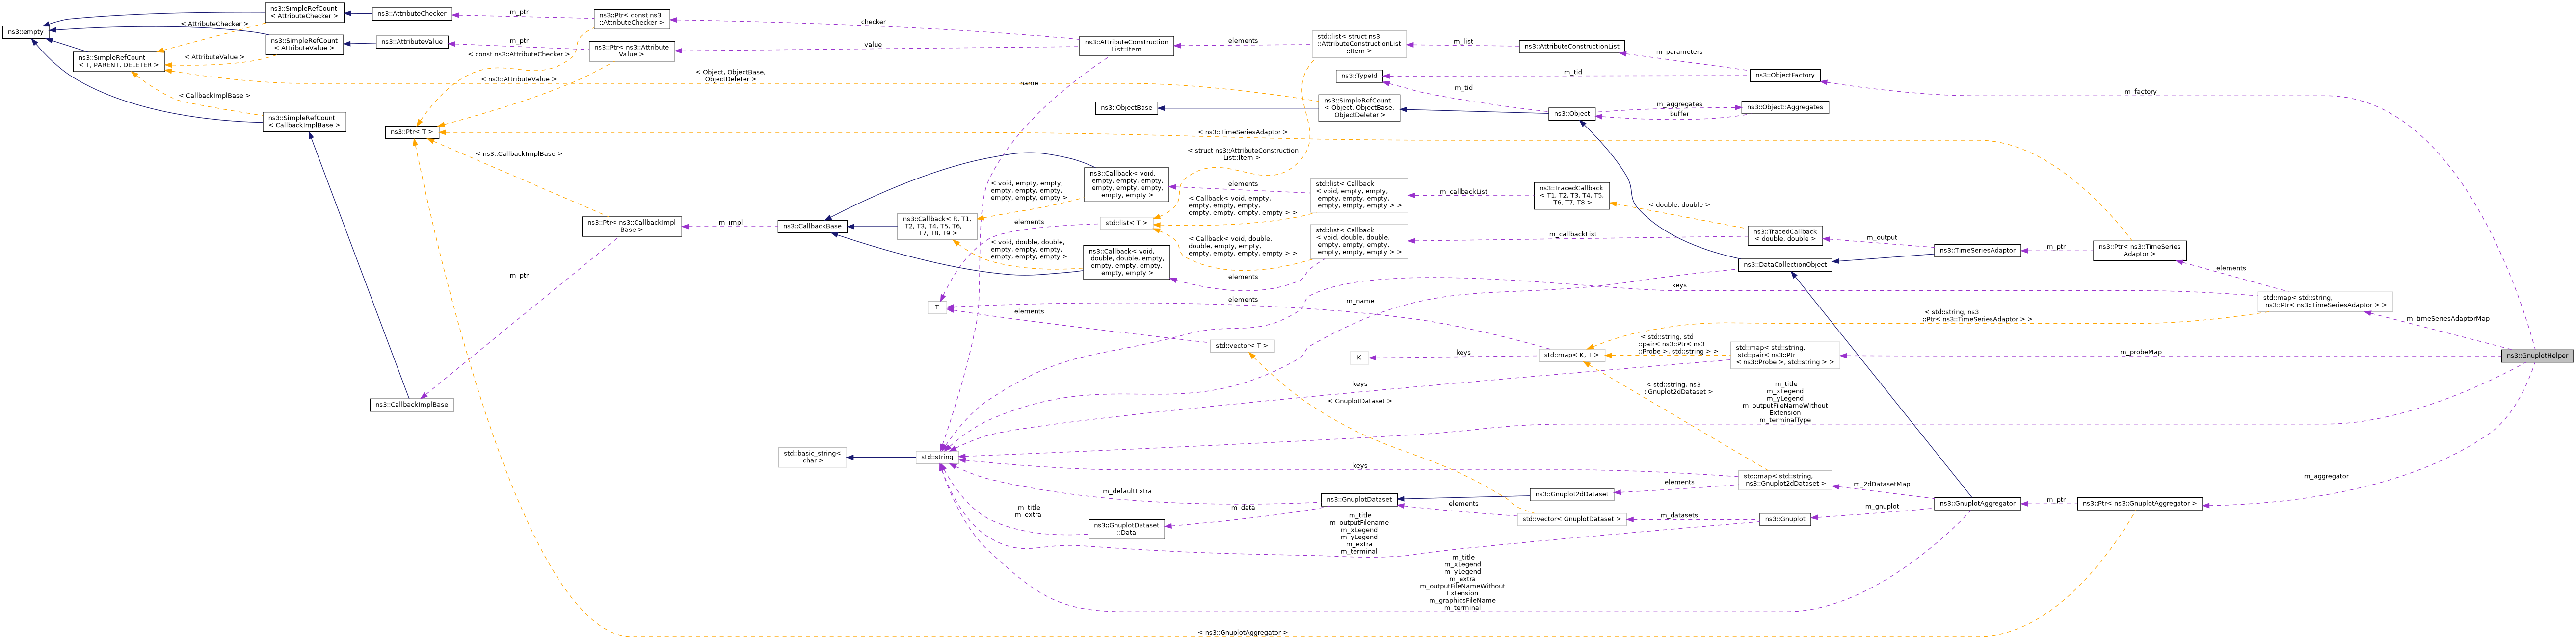 ns3::empty
ns3::SimpleRefCount
< AttributeChecker >
< AttributeChecker >
ns3::AttributeChecker
m_ptr
ns3::Ptr< const ns3
::AttributeChecker >
checker
ns3::SimpleRefCount
< AttributeValue >
ns3::AttributeValue
m_ptr
ns3::Ptr< ns3::Attribute
Value >
value
ns3::AttributeConstruction
List::Item
elements
std::list< struct ns3
::AttributeConstructionList
::Item >
m_list
ns3::AttributeConstructionList
m_parameters
ns3::SimpleRefCount
< T, PARENT, DELETER >
< AttributeValue >
< const ns3::AttributeChecker >
< ns3::AttributeValue >
< Object, ObjectBase,
ObjectDeleter >
name
ns3::TypeId
m_tid
ns3::ObjectFactory
m_tid
m_factory
< CallbackImplBase >
ns3::SimpleRefCount
< CallbackImplBase >
ns3::Ptr< T >
ns3::ObjectBase
ns3::SimpleRefCount
< Object, ObjectBase,
ObjectDeleter >
ns3::Object
m_aggregates
buffer
ns3::Object::Aggregates
< ns3::TimeSeriesAdaptor >
< ns3::CallbackImplBase >
< struct ns3::AttributeConstruction
List::Item >
ns3::Callback< void,
empty, empty, empty,
empty, empty, empty,
empty, empty >
< void, empty, empty,
empty, empty, empty,
empty, empty, empty >
elements
< Callback< void, empty,
empty, empty, empty,
empty, empty, empty, empty > >
std::list< Callback
< void, empty, empty,
empty, empty, empty,
empty, empty, empty > >
m_callbackList
ns3::TracedCallback
< T1, T2, T3, T4, T5,
T6, T7, T8 >
< double, double >
ns3::Ptr< ns3::CallbackImpl
Base >
m_impl
ns3::CallbackBase
ns3::Callback< R, T1,
T2, T3, T4, T5, T6,
T7, T8, T9 >
elements
std::list< T >
< void, double, double,
empty, empty, empty,
empty, empty, empty >
ns3::Callback< void,
double, double, empty,
empty, empty, empty,
empty, empty >
< Callback< void, double,
double, empty, empty,
empty, empty, empty, empty > >
elements
std::list< Callback
< void, double, double,
empty, empty, empty,
empty, empty, empty > >
m_callbackList
ns3::TracedCallback
< double, double >
m_output
ns3::TimeSeriesAdaptor
m_ptr
ns3::Ptr< ns3::TimeSeries
Adaptor >
elements
ns3::DataCollectionObject
m_ptr
keys
std::map< std::string,
ns3::Ptr< ns3::TimeSeriesAdaptor > >
T
elements
m_name
elements
< std::string, ns3
::Ptr< ns3::TimeSeriesAdaptor > >
m_timeSeriesAdaptorMap
std::vector< T >
K
keys
std::map< K, T >
< std::string, std
::pair< ns3::Ptr< ns3
::Probe >, std::string > >
std::map< std::string,
std::pair< ns3::Ptr
< ns3::Probe >, std::string > >
m_probeMap
ns3::GnuplotHelper
keys
< std::string, ns3
::Gnuplot2dDataset >
m_title
m_xLegend
m_yLegend
m_outputFileNameWithout
Extension
m_terminalType
ns3::CallbackImplBase
< GnuplotDataset >
std::basic_string<
char >
std::string
keys
m_aggregator
std::map< std::string,
ns3::Gnuplot2dDataset >
m_2dDatasetMap
elements
m_defaultExtra
ns3::GnuplotDataset
ns3::Gnuplot2dDataset
ns3::GnuplotAggregator
m_ptr
ns3::Ptr< ns3::GnuplotAggregator >
m_title
m_extra
ns3::GnuplotDataset
::Data
m_data
elements
std::vector< GnuplotDataset >
m_datasets
ns3::Gnuplot
m_gnuplot
m_title
m_outputFilename
m_xLegend
m_yLegend
m_extra
m_terminal
m_title
m_xLegend
m_yLegend
m_extra
m_outputFileNameWithout
Extension
m_graphicsFileName
m_terminal
< ns3::GnuplotAggregator >